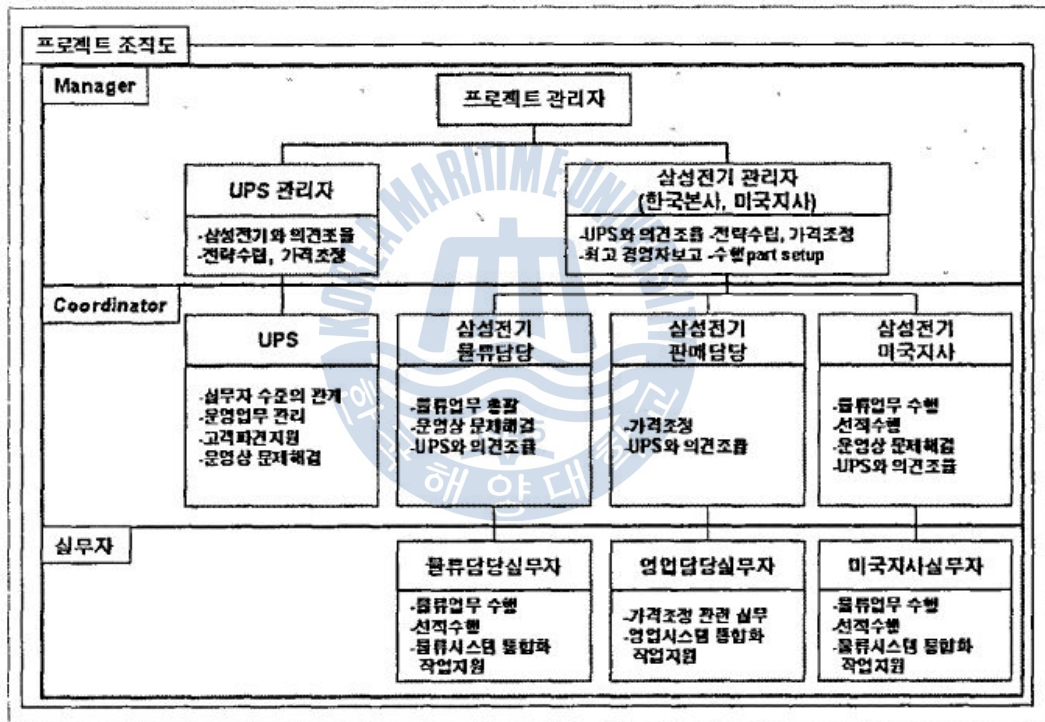 프로젝트 조직도
Manager
프로젝트 관리자
UPS 관리자
-삼성전기와 의견조율
-전략수립, 가격조정
삼성전기 관리자
(한국본사, 미국지사)
-UPS와 의견조율 -전략수립, 가격조정
-최고 경영자보고 -수행part setup
Coordinator
UPS
-실무자 수준의 관계
-운영업무 관리
-고객파견지원
-운영상 문제해결
삼성전기
물류담당
-물류업무 총괄
-운영상 문제해결
-UPS와 의견조율
삼성전기
판매담당
-가격조정
-UPS와 의견조율
삼성전기
미국지사
-물류업무 수행
-선적수행
-운영상 문제해결
-UPS와 의견조율
실무자
물류담당실무자
-물류업무 수행
-선적수행
-물류시스템 통합화
작업지원
영업담당실무자
-가격조정 관련 실무
-영업시스템 통합화
작업지원
미국지사실무자
-물류업무 수행
-선적수행
-물류시스템 통합화
작업지원
KOREA MARITIME UNIVERSITY
한국해양대학교